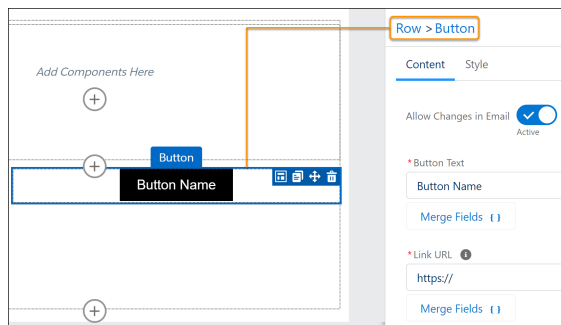 Row > Button
Content Style
Add Components Here
Allow Changes in Email
Active
Button
Button Name
* Button Text
Button Name
Merge Fields { }
* Link URL
https://
Merge Fields { }